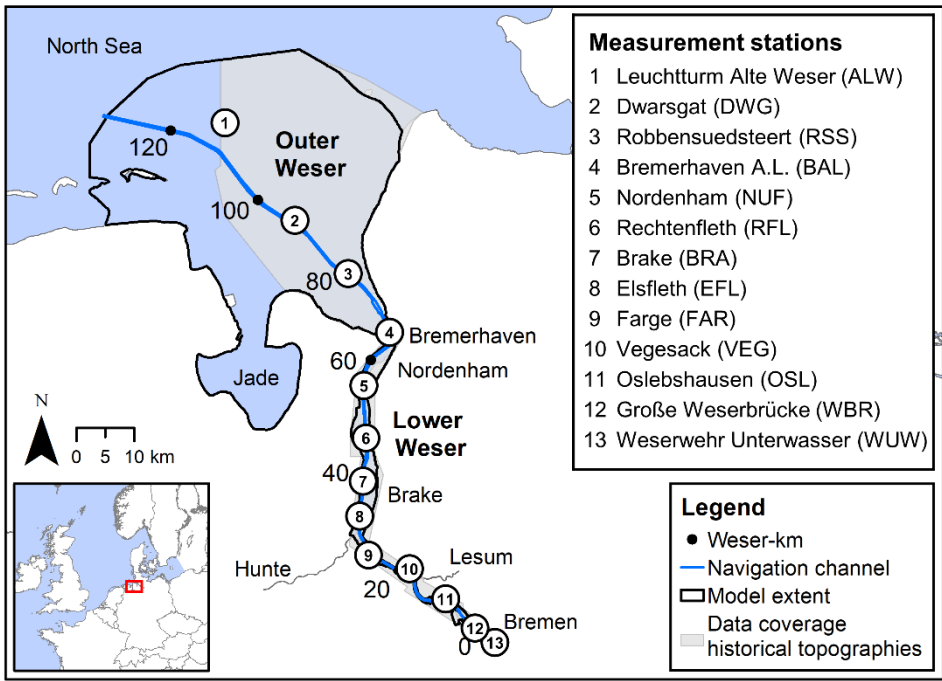 North Sea
120
1
Outer
Weser
100
2
80
3
4
Bremerhaven
60
Nordenham
Jade
5
Lower
Weser
6
40
7
Brake
8
9
Hunte
20
10
Lesum
11
Bremen
12
0
13
N
0 5 10 km
Measurement stations
1 Leuchtturm Alte Weser (ALW)
2 Dwarsgat (DWG)
3 Robbensuedsteert (RSS)
4 Bremerhaven A.L. (BAL)
5 Nordenham (NUF)
6 Rechtenfleth (RFL)
7 Brake (BRA)
8 Elsfleth (EFL)
9 Farge (FAR)
10 Vegesack (VEG)
11 Oslebshausen (OSL)
12 Große Weserbrücke (WBR)
13 Weserwehr Unterwasser (WUW)
Legend
Weser-km
Navigation channel
Model extent
Data coverage
historical topographies